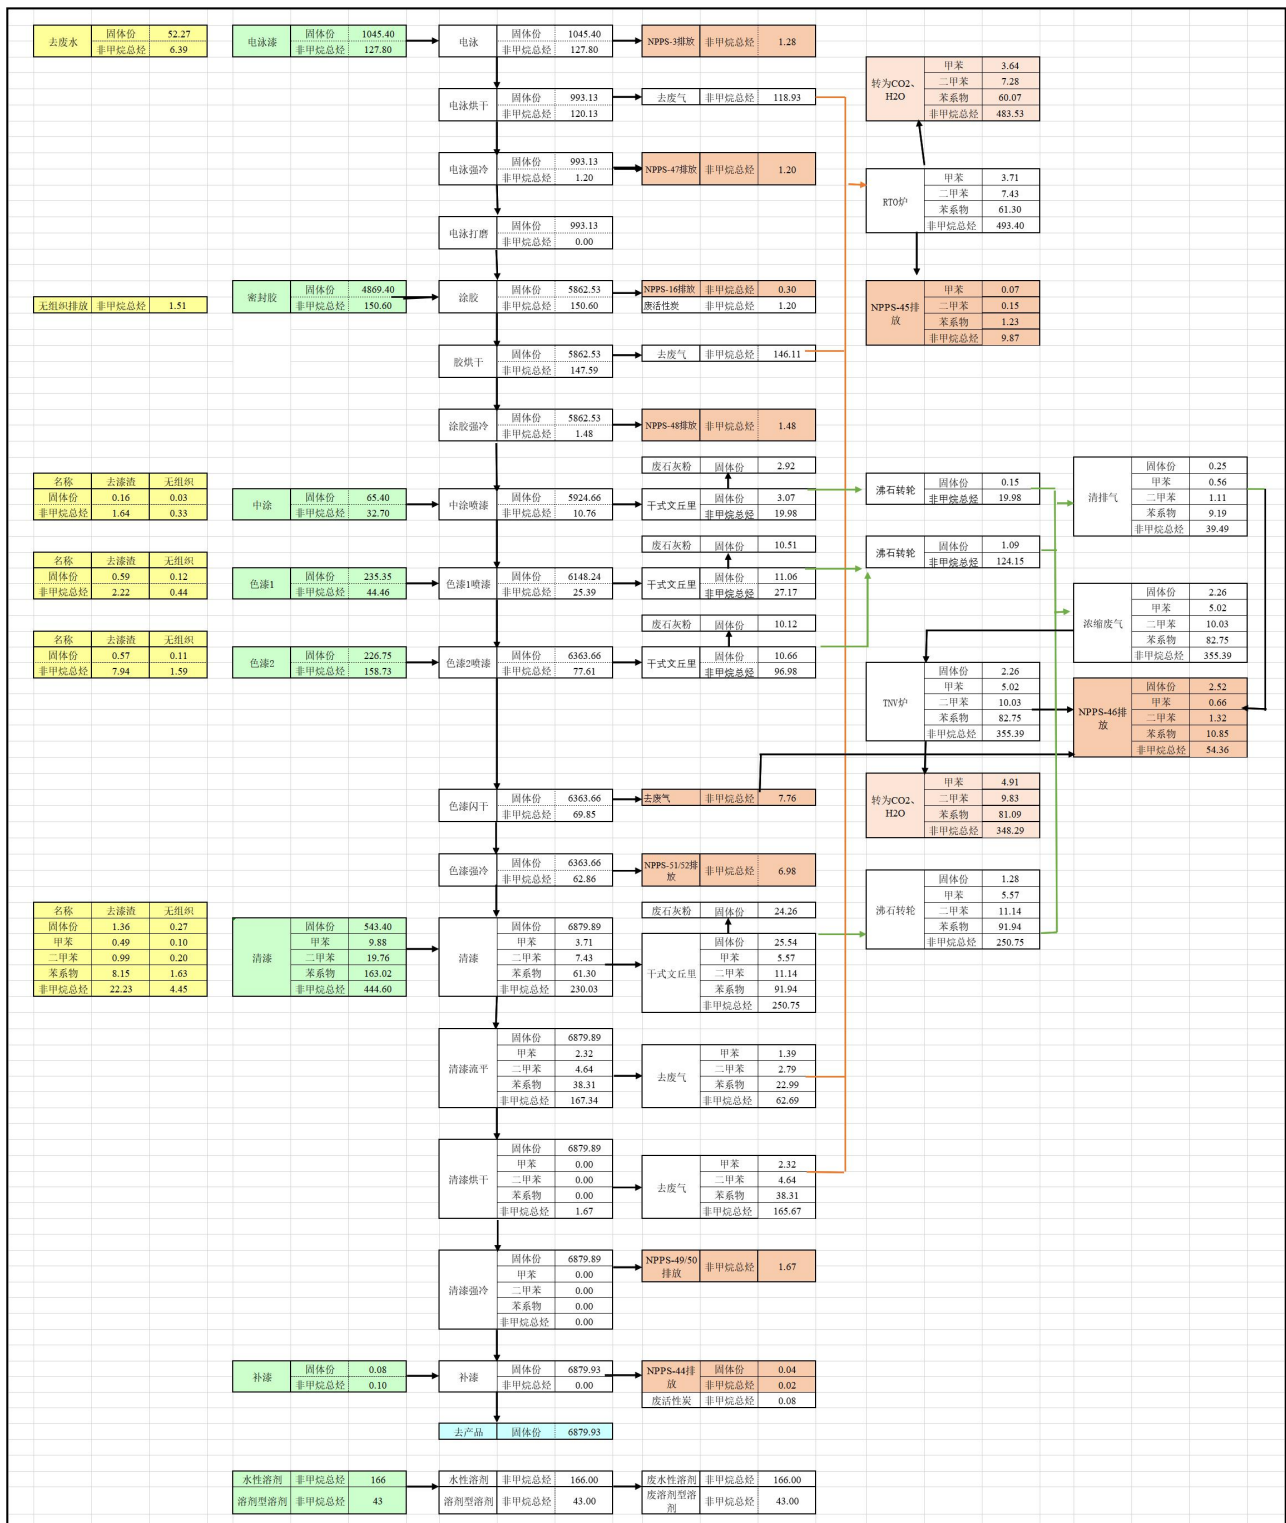 去废水 固体份 52.27
非甲烷总烃 6.39
电泳漆 固体份 1045.40
非甲烷总烃 127.80
电泳 固体份 1045.40
非甲烷总烃 127.80
NPPS-3排放 非甲烷总烃 1.28
转为CO2、H2O 甲苯 3.64
二甲苯 7.28
苯系物 60.07
非甲烷总烃 483.53
电泳烘干 固体份 993.13
非甲烷总烃 120.13
去废气 非甲烷总烃 118.93
电泳强冷 固体份 993.13
非甲烷总烃 1.20
NPPS-47排放 非甲烷总烃 1.20
RTO炉 甲苯 3.71
二甲苯 7.43
苯系物 61.30
非甲烷总烃 493.40
电泳打磨 固体份 993.13
非甲烷总烃 0.00
无组织排放 非甲烷总烃 1.51
密封胶 固体份 4869.40
非甲烷总烃 150.60
涂胶 固体份 5862.53
非甲烷总烃 150.60
NPPS-16排放 非甲烷总烃 0.30
废活性炭 非甲烷总烃 1.20
NPPS-45排放 甲苯 0.07
二甲苯 0.15
苯系物 1.23
非甲烷总烃 9.87
胶烘干 固体份 5862.53
非甲烷总烃 147.59
去废气 非甲烷总烃 146.11
涂胶强冷 固体份 5862.53
非甲烷总烃 1.48
NPPS-48排放 非甲烷总烃 1.48
名称 去漆渣 无组织
固体份 0.16 0.03
非甲烷总烃 1.64 0.33
中涂 固体份 65.40
非甲烷总烃 32.70
中涂喷漆 固体份 5924.66
非甲烷总烃 10.76
废石灰粉 固体份 2.92
干式文丘里 固体份 3.07
非甲烷总烃 19.98
沸石转轮 固体份 0.15
非甲烷总烃 19.98
清排气 固体份 0.25
甲苯 0.56
二甲苯 1.11
苯系物 9.19
非甲烷总烃 39.49
名称 去漆渣 无组织
固体份 0.59 0.12
非甲烷总烃 2.22 0.44
色漆1 固体份 235.35
非甲烷总烃 44.46
色漆1喷漆 固体份 6148.24
非甲烷总烃 25.39
废石灰粉 固体份 10.51
干式文丘里 固体份 11.06
非甲烷总烃 27.17
沸石转轮 固体份 1.09
非甲烷总烃 124.15
浓缩废气 固体份 2.26
甲苯 5.02
二甲苯 10.03
苯系物 82.75
非甲烷总烃 355.39
名称 去漆渣 无组织
固体份 0.57 0.11
非甲烷总烃 7.94 1.59
色漆2 固体份 226.75
非甲烷总烃 158.73
色漆2喷漆 固体份 6363.66
非甲烷总烃 77.61
废石灰粉 固体份 10.12
干式文丘里 固体份 10.66
非甲烷总烃 96.98
TNV炉 固体份 2.26
甲苯 5.02
二甲苯 10.03
苯系物 82.75
非甲烷总烃 355.39
NPPS-46排放 固体份 2.52
甲苯 0.66
二甲苯 1.32
苯系物 10.85
非甲烷总烃 54.36
色漆闪干 固体份 6363.66
非甲烷总烃 69.85
去废气 非甲烷总烃 7.76
转为CO2、H2O 甲苯 4.91
二甲苯 9.83
苯系物 81.09
非甲烷总烃 348.29
色漆强冷 固体份 6363.66
非甲烷总烃 62.86
NPPS-51/52排放 非甲烷总烃 6.98
名称 去漆渣 无组织
固体份 1.36 0.27
甲苯 0.49 0.10
二甲苯 0.99 0.20
苯系物 8.15 1.63
非甲烷总烃 22.23 4.45
清漆 固体份 543.40
甲苯 9.88
二甲苯 19.76
苯系物 163.02
非甲烷总烃 444.60
清漆 固体份 6879.89
甲苯 3.71
二甲苯 7.43
苯系物 61.30
非甲烷总烃 230.03
废石灰粉 固体份 24.26
干式文丘里 固体份 25.54
甲苯 5.57
二甲苯 11.14
苯系物 91.94
非甲烷总烃 250.75
沸石转轮 固体份 1.28
甲苯 5.57
二甲苯 11.14
苯系物 91.94
非甲烷总烃 250.75
清漆流平 固体份 6879.89
甲苯 2.32
二甲苯 4.64
苯系物 38.31
非甲烷总烃 167.34
去废气 甲苯 1.39
二甲苯 2.79
苯系物 22.99
非甲烷总烃 62.69
清漆烘干 固体份 6879.89
甲苯 0.00
二甲苯 0.00
苯系物 0.00
非甲烷总烃 1.67
去废气 甲苯 2.32
二甲苯 4.64
苯系物 38.31
非甲烷总烃 165.67
清漆强冷 固体份 6879.89
甲苯 0.00
二甲苯 0.00
苯系物 0.00
非甲烷总烃 0.00
NPPS-49/50排放 非甲烷总烃 1.67
补漆 固体份 0.08
非甲烷总烃 0.10
补漆 固体份 6879.93
非甲烷总烃 0.00
NPPS-44排放 固体份 0.04
非甲烷总烃 0.02
废活性炭 非甲烷总烃 0.08
去产品 固体份 6879.93
水性溶剂 非甲烷总烃 166
水性溶剂 非甲烷总烃 166.00
废水性溶剂 非甲烷总烃 166.00
溶剂型溶剂 非甲烷总烃 43
溶剂型溶剂 非甲烷总烃 43.00
废溶剂型溶剂 非甲烷总烃 43.00